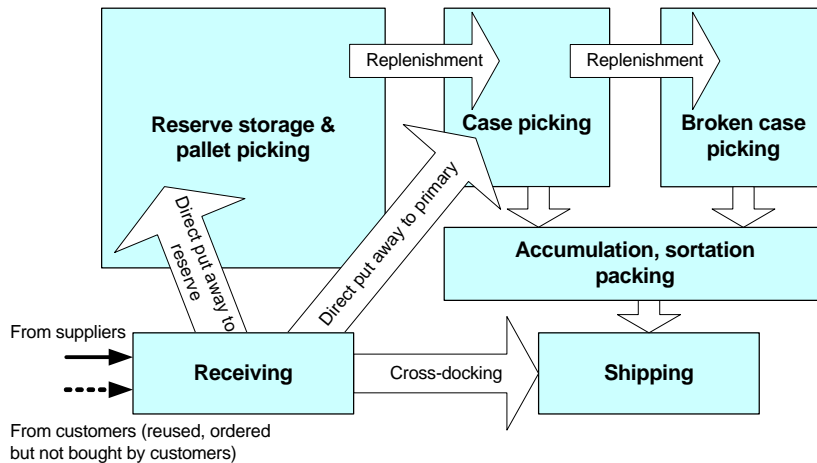 Replenishment
Replenishment
Reserve storage &
pallet picking
Case picking
Broken case
picking
Direct put away to
reserve
Direct put away to primary
Accumulation, sortation
packing
From suppliers
Receiving
Cross-docking
Shipping
From customers (reused, ordered
but not bought by customers)